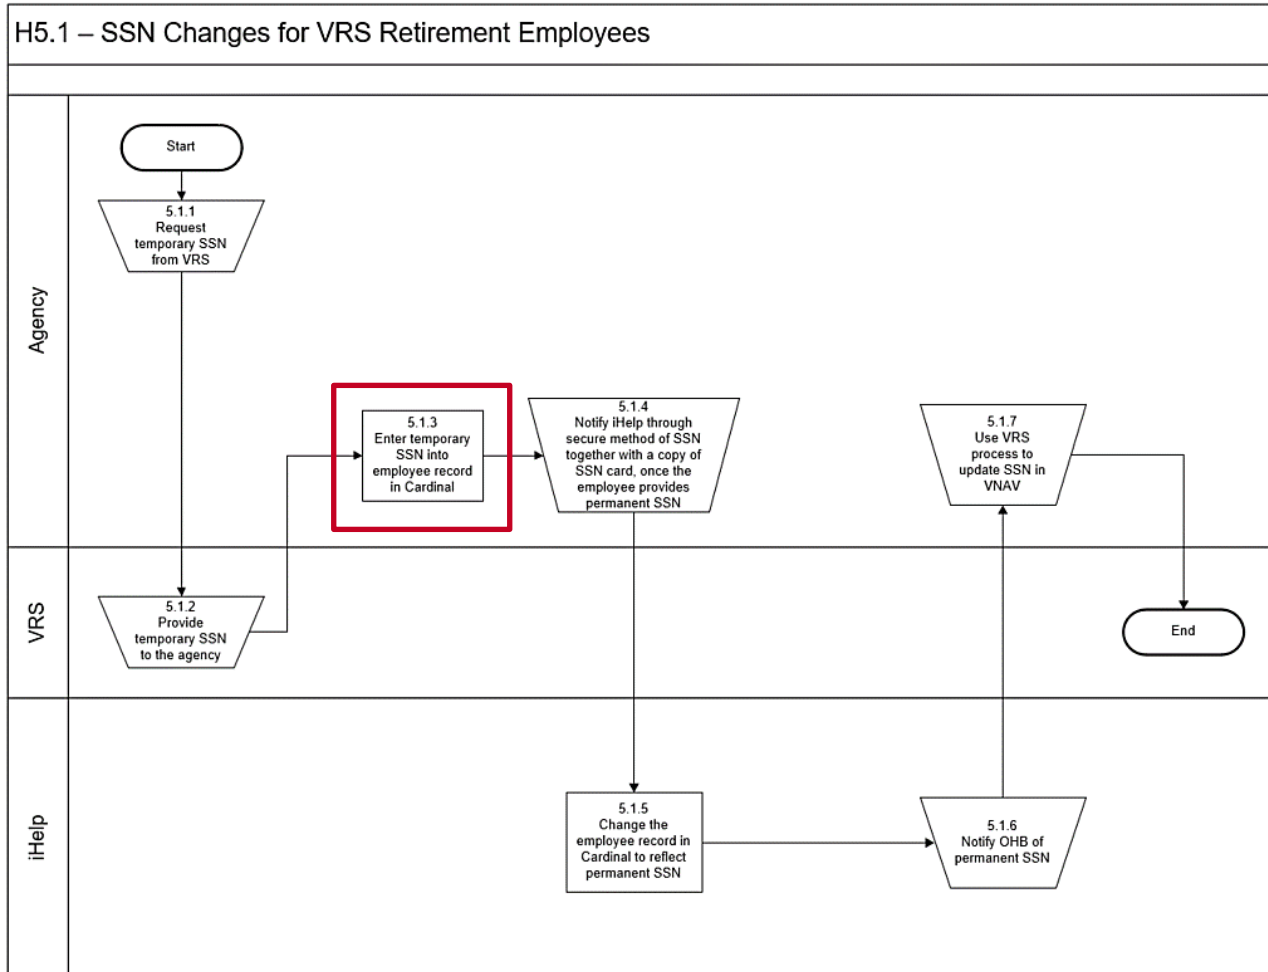 H5.1 – SSN Changes for VRS Retirement Employees
Agency
Start
5.1.1
Request
temporary SSN
from VRS
5.1.3
Enter temporary
SSN into
employee record
in Cardinal
5.1.4
Notify iHelp through
secure method of SSN
together with a copy of
SSN card, once the
employee provides
permanent SSN
5.1.7
Use VRS
process to
update SSN in
VNAV
VRS
5.1.2
Provide
temporary SSN
to the agency
End
iHelp
5.1.5
Change the
employee record in
Cardinal to reflect
permanent SSN
5.1.6
Notify OHB of
permanent SSN